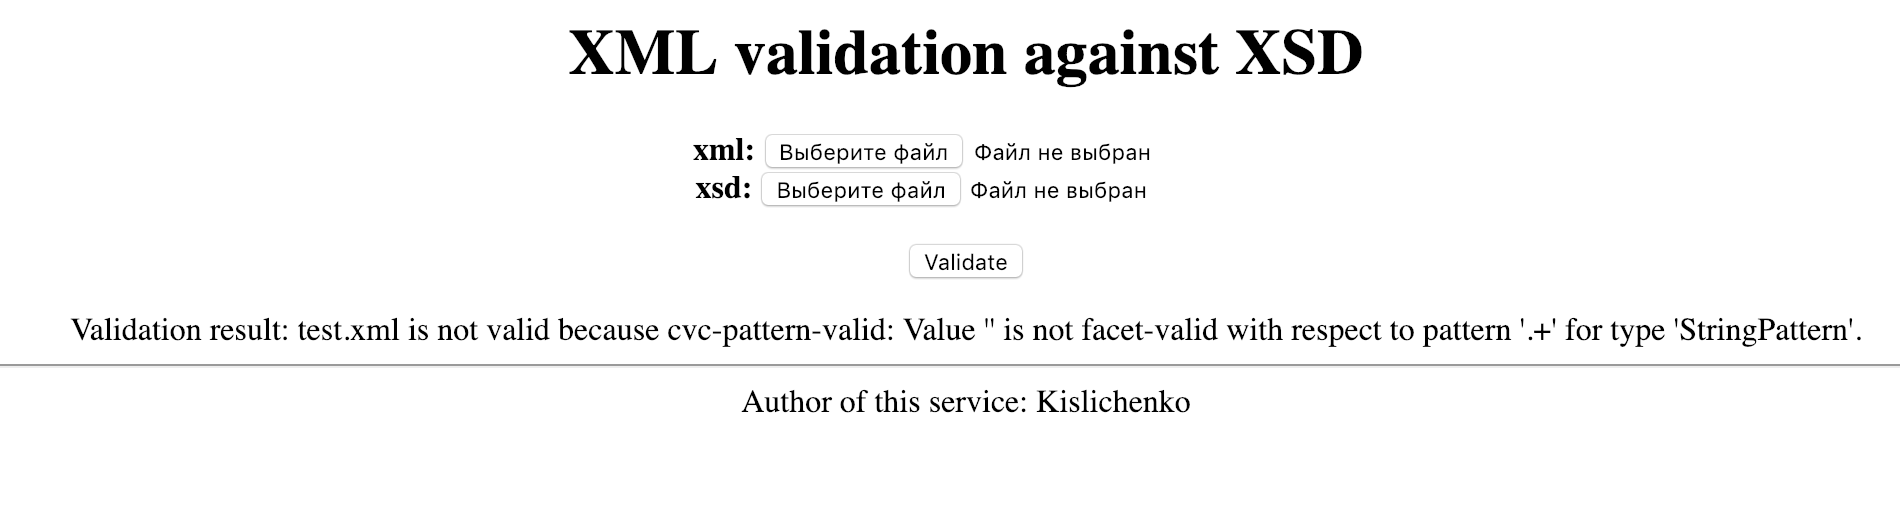 XML validation against XSD
xml: Выберите файл Файл не выбран
xsd: Выберите файл Файл не выбран
Validate
Validation result: test.xml is not valid because cvc-pattern-valid: Value '' is not facet-valid with respect to pattern '.+' for type 'StringPattern'.
Author of this service: Kislichenko